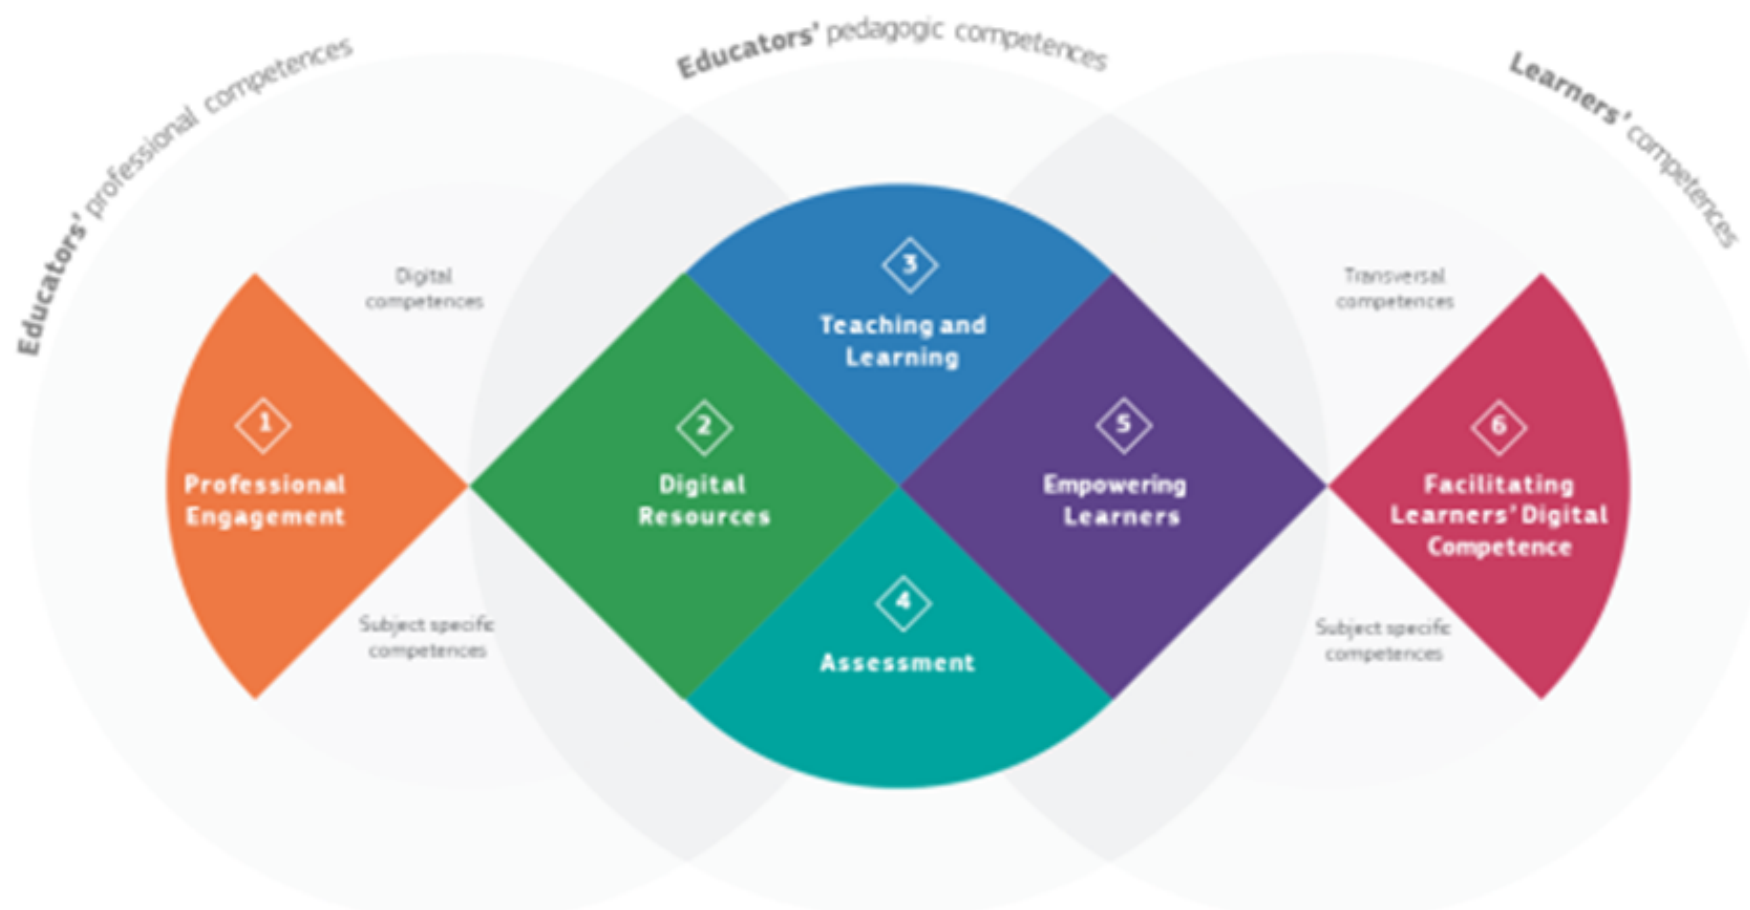 Educators' professional competences
Educators' pedagogic competences
Learners' competences
Digital
competences
Transversal
competences
1
Professional
Engagement
2
Digital
Resources
3
Teaching and
Learning
4
Assessment
5
Empowering
Learners
6
Facilitating
Learners' Digital
Competence
Subject specific
competences
Subject specific
competences